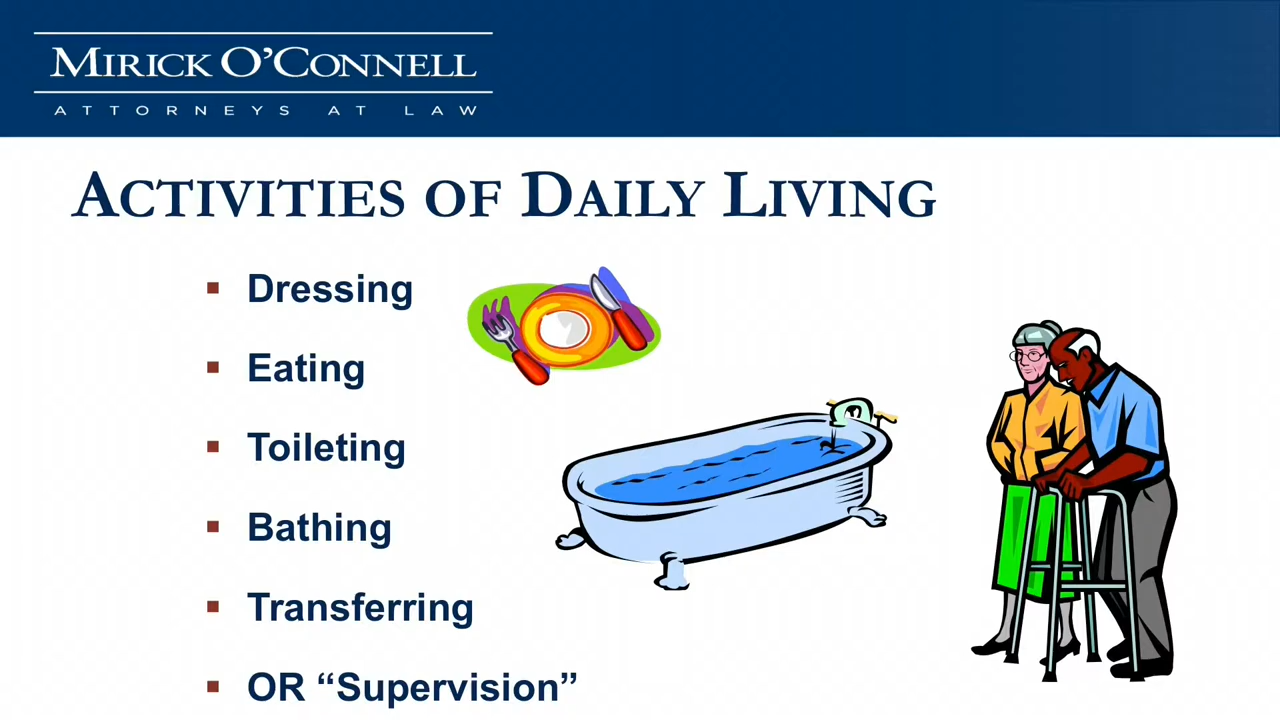 MIRICK O'CONNELL
ATTORNEYS AT LAW
ACTIVITIES OF DAILY LIVING
▪ Dressing
▪ Eating
▪ Toileting
▪ Bathing
▪ Transferring
▪ OR “Supervision”